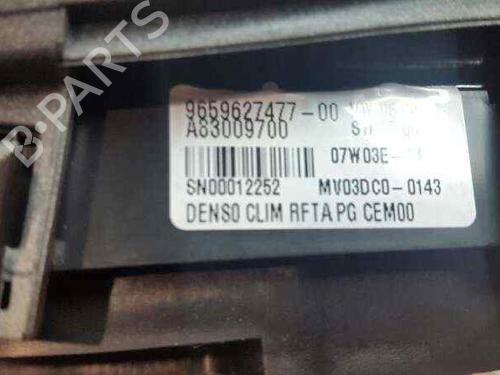 B-PARTS
9659627477-00
A83009700
07W03E-
SN00012252 MV03DC0-0143
DENSO CLIM RFTA PG CEM00